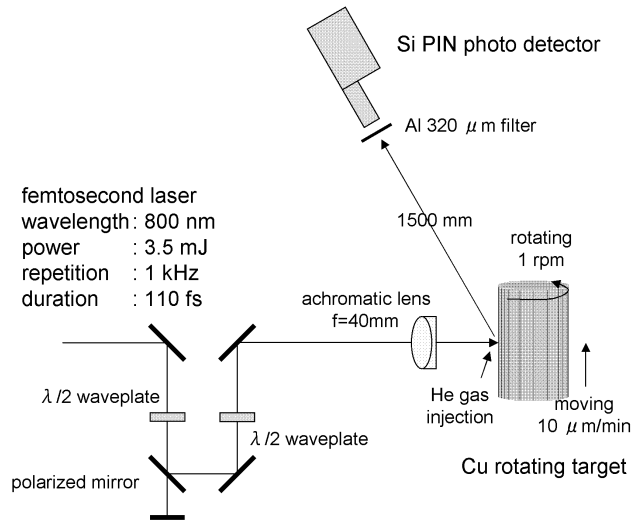 Si PIN photo detector
Al 320 μm filter
femtosecond laser
wavelength : 800 nm
power : 3.5 mJ
repetition : 1 kHz
duration : 110 fs
1500 mm
rotating
1 rpm
achromatic lens
f=40mm
λ/2 waveplate
λ/2 waveplate
He gas
injection
moving
10 μm/min
polarized mirror
Cu rotating target